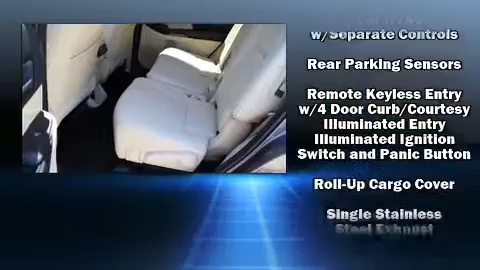 w/Separate Controls
Rear Parking Sensors
Remote Keyless Entry
w/4 Door Curb/Courtesy
Illuminated Entry
Illuminated Ignition
Switch and Panic Button
Roll-Up Cargo Cover
Single Stainless
Steel Exhaust